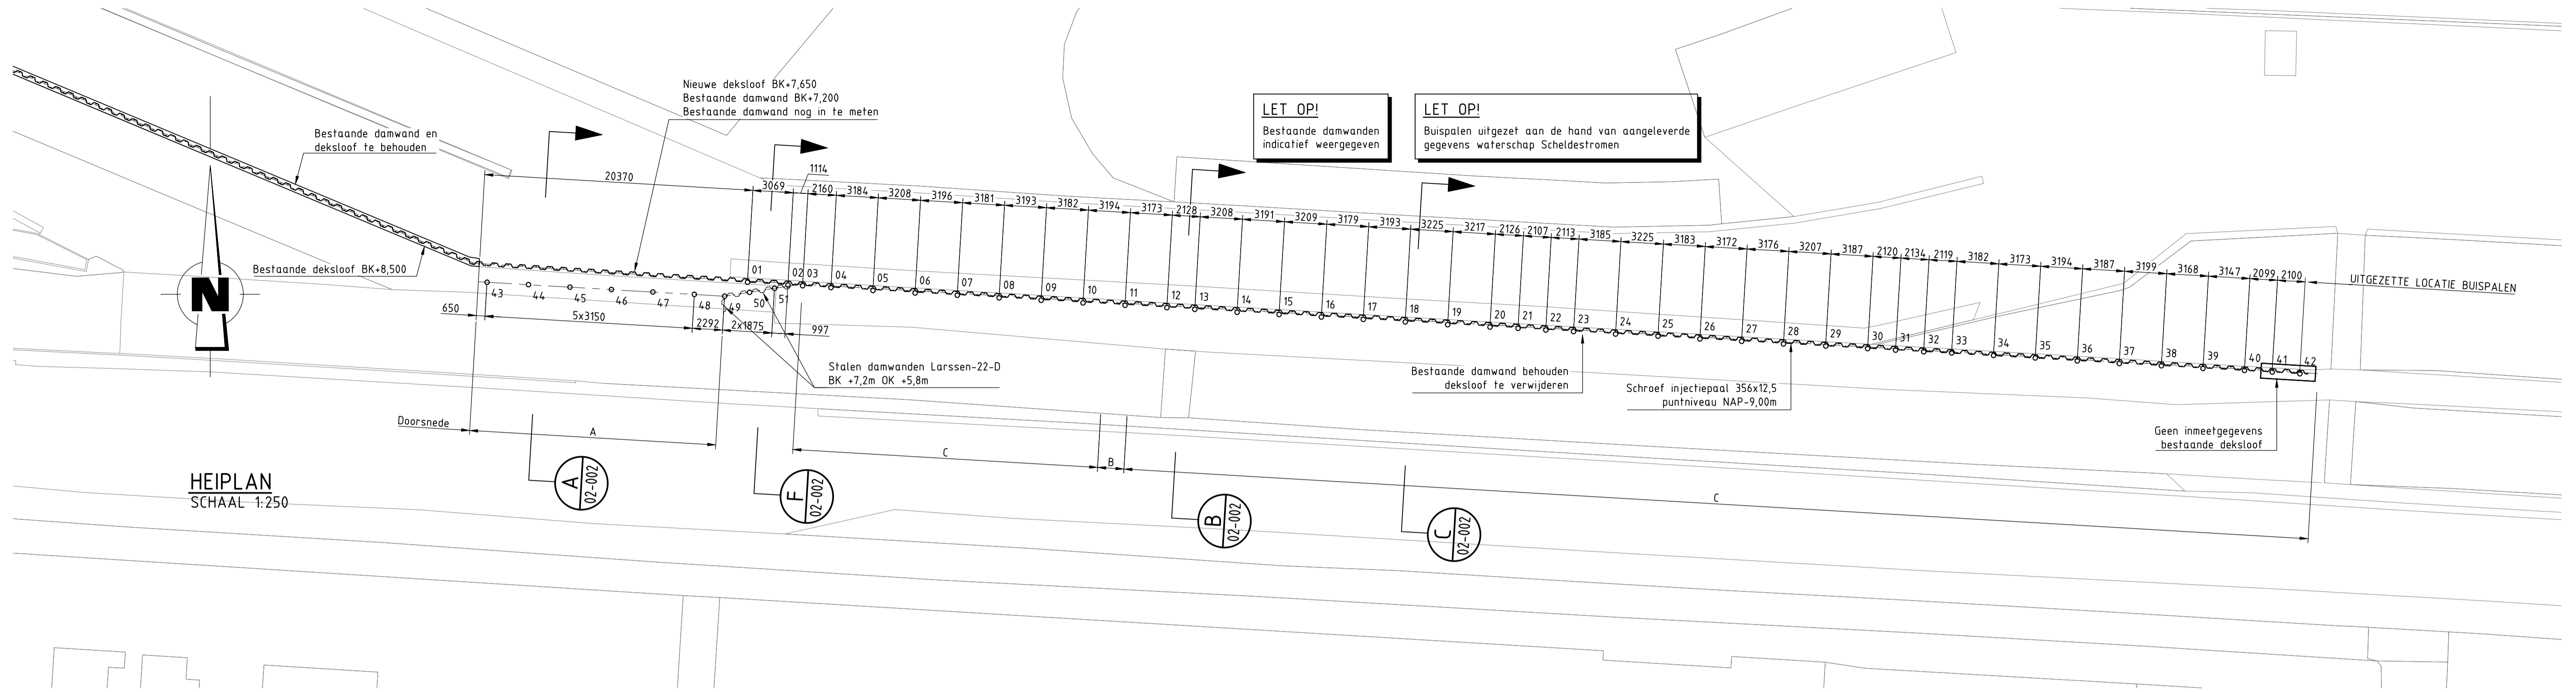 Nieuwe deksloof BK+7,650
Bestaande damwand BK+7,200
Bestaande damwand nog in te meten
LET OP!
Bestaande damwanden
indicatief weergegeven
LET OP!
Buispalen uitgezet aan de hand van aangeleverde
gegevens waterschap Scheldestromen
Bestaande damwand en
deksloof te behouden
Bestaande deksloof BK+8,500
N
20370
3069
1114
2160
3184
3208
3196
3181
3193
3182
3194
3173
2128
3208
3191
3209
3179
3193
3225
3217
2126
2107
2113
3185
3225
3183
3172
3176
3207
3187
2120
2134
2119
3182
3173
3194
3187
3199
3168
3147
2099
2100
UITGEZETTE LOCATIE BUISPALEN
01
02
03
04
05
06
07
08
09
10
11
12
13
14
15
16
17
18
19
20
21
22
23
24
25
26
27
28
29
30
31
32
33
34
35
36
37
38
39
40
41
42
43
44
45
46
47
48
49
50
51
650
5x3150
2292
2x1875
997
Stalen damwanden Larssen-22-D
BK +7,2m OK +5,8m
Bestaande damwand behouden
deksloof te verwijderen
Schroef injectiepaal 356x12,5
puntniveau NAP-9,00m
Geen inmeetgegevens
bestaande deksloof
Doorsnede
A
C
B
C
A
02-002
F
02-002
B
02-002
C
02-002
HEIPLAN
SCHAAL 1:250